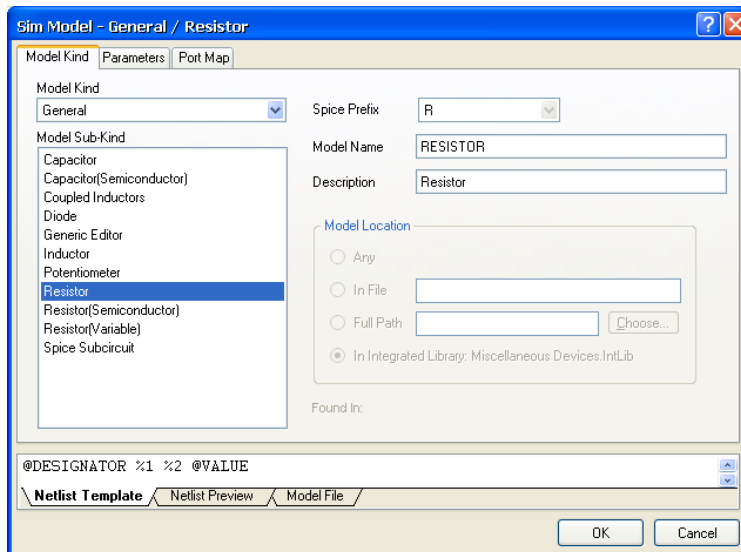 Sim Model - General / Resistor
Model Kind Parameters Port Map
Model Kind
General
Model Sub-Kind
Capacitor
Capacitor(Semiconductor)
Coupled Inductors
Diode
Generic Editor
Inductor
Potentiometer
Resistor
Resistor(Semiconductor)
Resistor(Variable)
Spice Subcircuit
Spice Prefix R
Model Name RESISTOR
Description Resistor
Model Location
Any
In File
Full Path Choose...
In Integrated Library: Miscellaneous Devices.IntLib
Found In:
@DESIGNATOR %1 %2 @VALUE
Netlist Template Netlist Preview Model File
OK Cancel